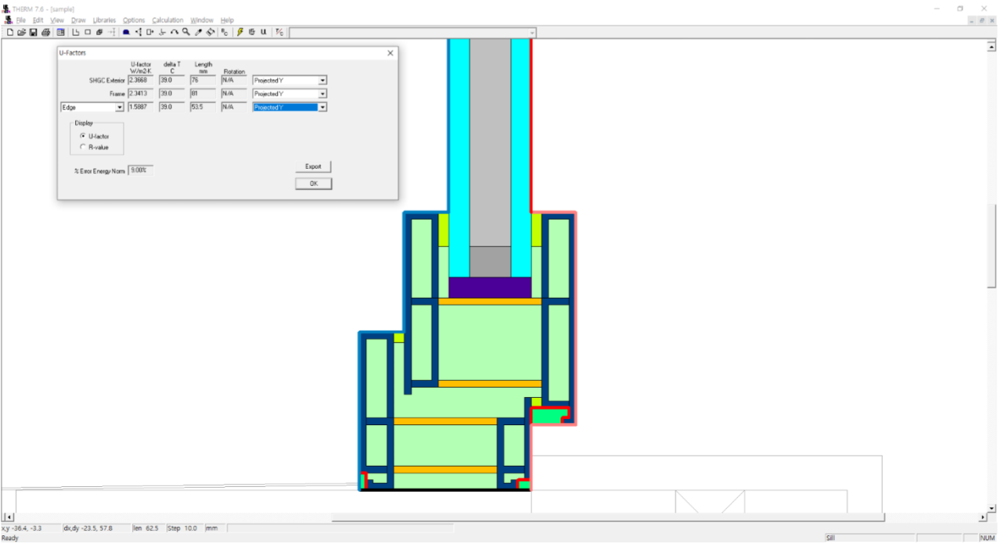 THERM 7.6 - [sample]
File Edit View Draw Libraries Options Calculation Window Help
U-Factors
U-factor delta T Length
W/m2-K C mm Rotation
SHGC Exterior 2.3668 39.0 76 N/A Projected Y
Frame 2.3413 39.0 81 N/A Projected Y
Edge 1.5887 39.0 53.5 N/A Projected Y
Display
U-factor
R-value
% Error Energy Norm 9.00%
Export
OK
x,y -36.4, -3.3 dx,dy -23.5, 57.8 len 62.5 Step 10.0 mm
Ready Sill NUM